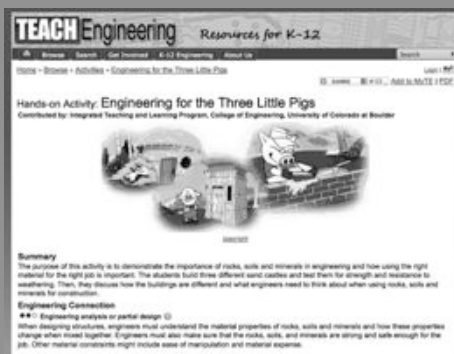 TEACHEngineering Resources for K-12
Browse Search Get Involved K-12 Engineering About Us Search
Home » Browse » Activities » Engineering for the Three Little Pigs Login |
Add to MyTE | PDF
Hands-on Activity: Engineering for the Three Little Pigs
Contributed by: Integrated Teaching and Learning Program, College of Engineering, University of Colorado at Boulder
copyright
Summary
The purpose of this activity is to demonstrate the importance of rocks, soils and minerals in engineering and how using the right
material for the right job is important. The students build three different sand castles and test them for strength and resistance to
weathering. Then, they discuss how the buildings are different and what engineers need to think about when using rocks, soils and
minerals for construction.
Engineering Connection
Engineering analysis or partial design
When designing structures, engineers must understand the material properties of rocks, soils and minerals and how these properties
change when mixed together. Engineers must also make sure that the rocks, soils, and minerals are strong and safe enough for the
job. Other material constraints might include ease of manipulation and material expense.